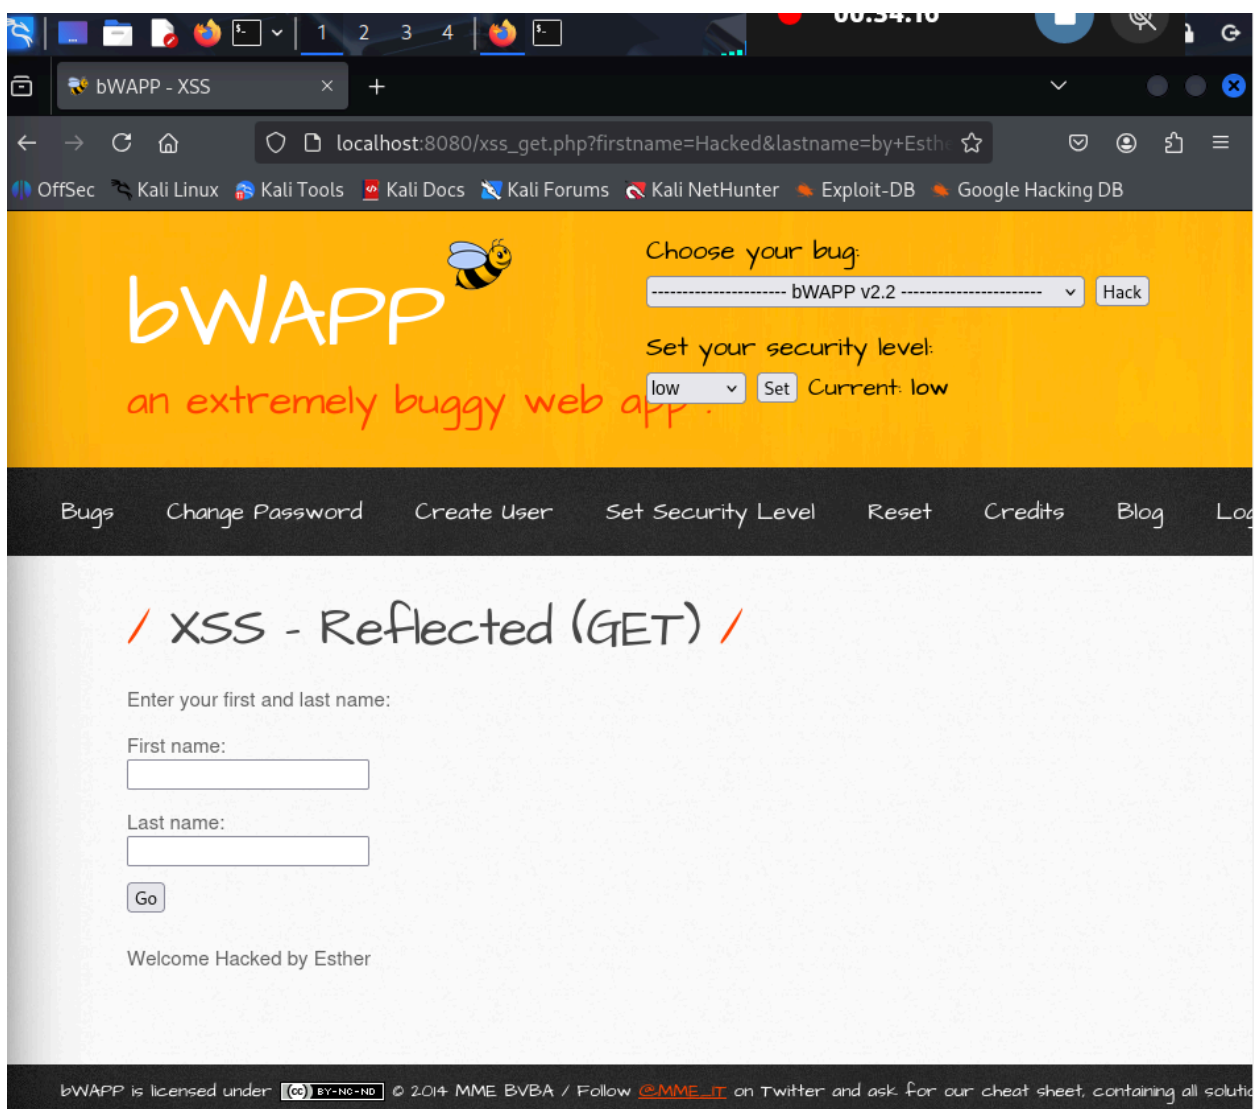 1 2 3 4
00:34:10
bWAPP - XSS
localhost:8080/xss_get.php?firstname=Hacked&lastname=by+Esthe
OffSec Kali Linux Kali Tools Kali Docs Kali Forums Kali NetHunter Exploit-DB Google Hacking DB
bWAPP
an extremely buggy web app !
Choose your bug:
---------------------- bWAPP v2.2 ----------------------- Hack
Set your security level:
low Set Current: low
Bugs Change Password Create User Set Security Level Reset Credits Blog
/ XSS - Reflected (GET) /
Enter your first and last name:
First name:
Last name:
Go
Welcome Hacked by Esther
bWAPP is licensed under (cc) BY-NC-ND © 2014 MME BVBA / Follow @MME_IT on Twitter and ask for our cheat sheet, containing all